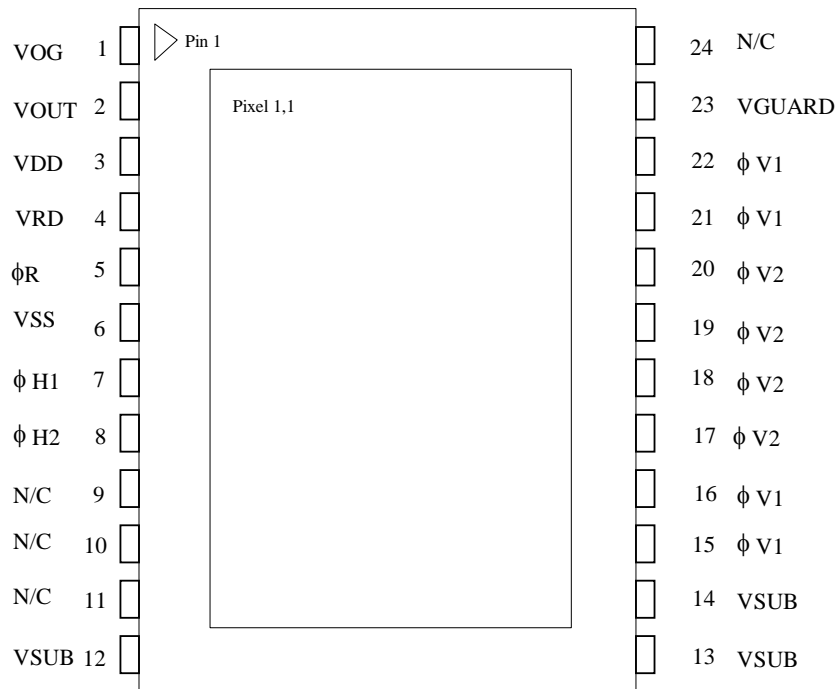 VOG 1 Pin 1 24 N/C
VOUT 2 Pixel 1,1 23 VGUARD
VDD 3 22 ϕ V1
VRD 4 21 ϕ V1
ϕR 5 20 ϕ V2
VSS 6 19 ϕ V2
ϕ H1 7 18 ϕ V2
ϕ H2 8 17 ϕ V2
N/C 9 16 ϕ V1
N/C 10 15 ϕ V1
N/C 11 14 VSUB
VSUB 12 13 VSUB